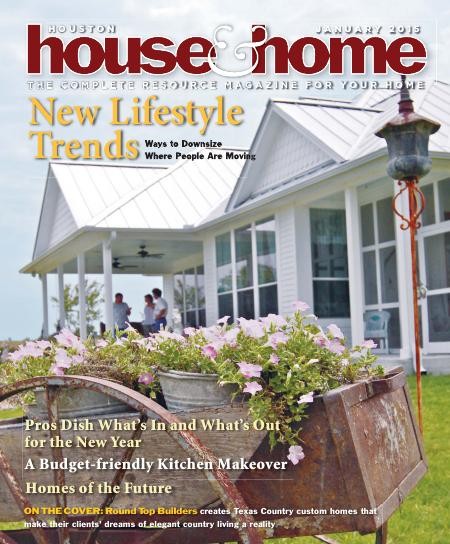 HOUSTON
JANUARY 2015
house&home
THE COMPLETE RESOURCE MAGAZINE FOR YOUR HOME
New Lifestyle
Trends
Ways to Downsize
Where People Are Moving
Pros Dish What's In and What's Out
for the New Year
A Budget-friendly Kitchen Makeover
Homes of the Future
ON THE COVER: Round Top Builders creates Texas Country custom homes that
make their clients' dreams of elegant country living a reality